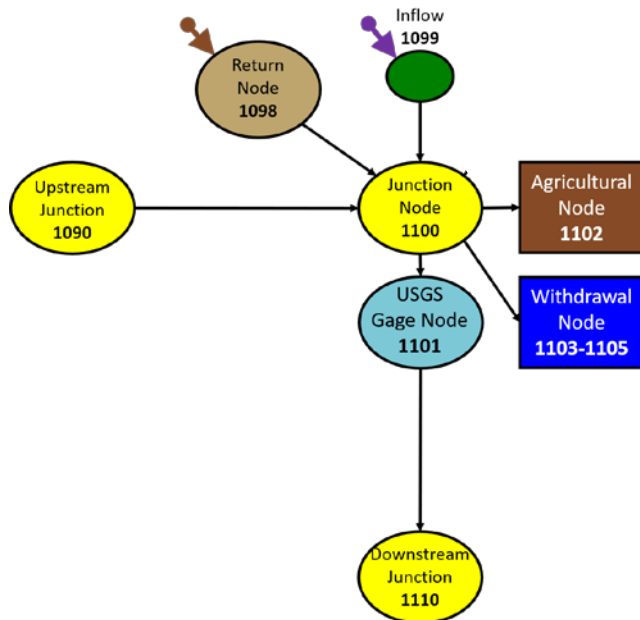 Inflow
1099
Return
Node
1098
Upstream
Junction
1090
Junction
Node
1100
Agricultural
Node
1102
USGS
Gage Node
1101
Withdrawal
Node
1103-1105
Downstream
Junction
1110